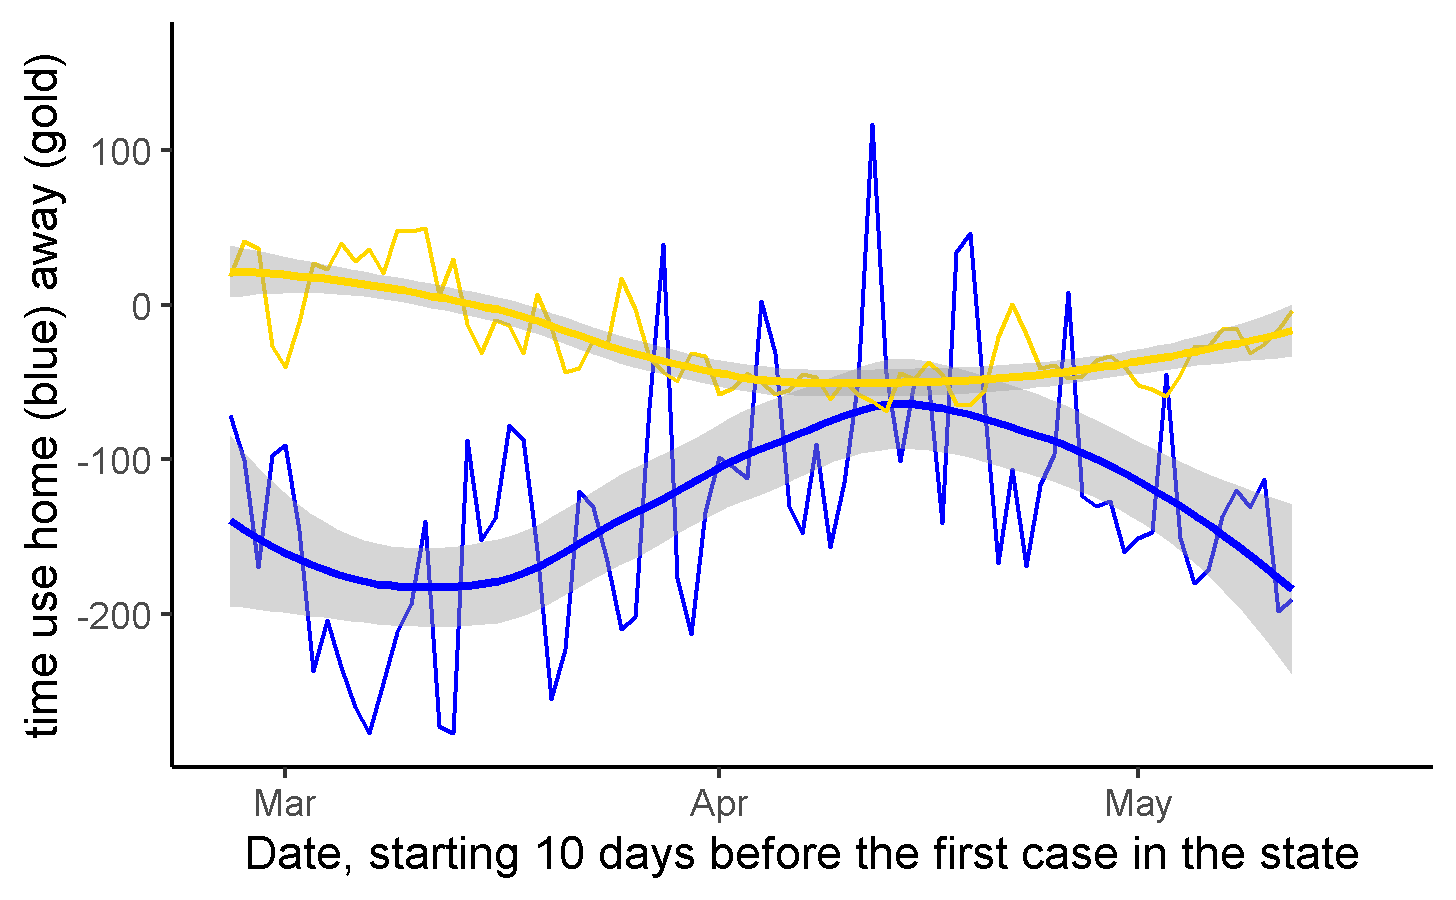 time use home (blue) away (gold)
100
0
-100
-200
Mar Apr May
Date, starting 10 days before the first case in the state